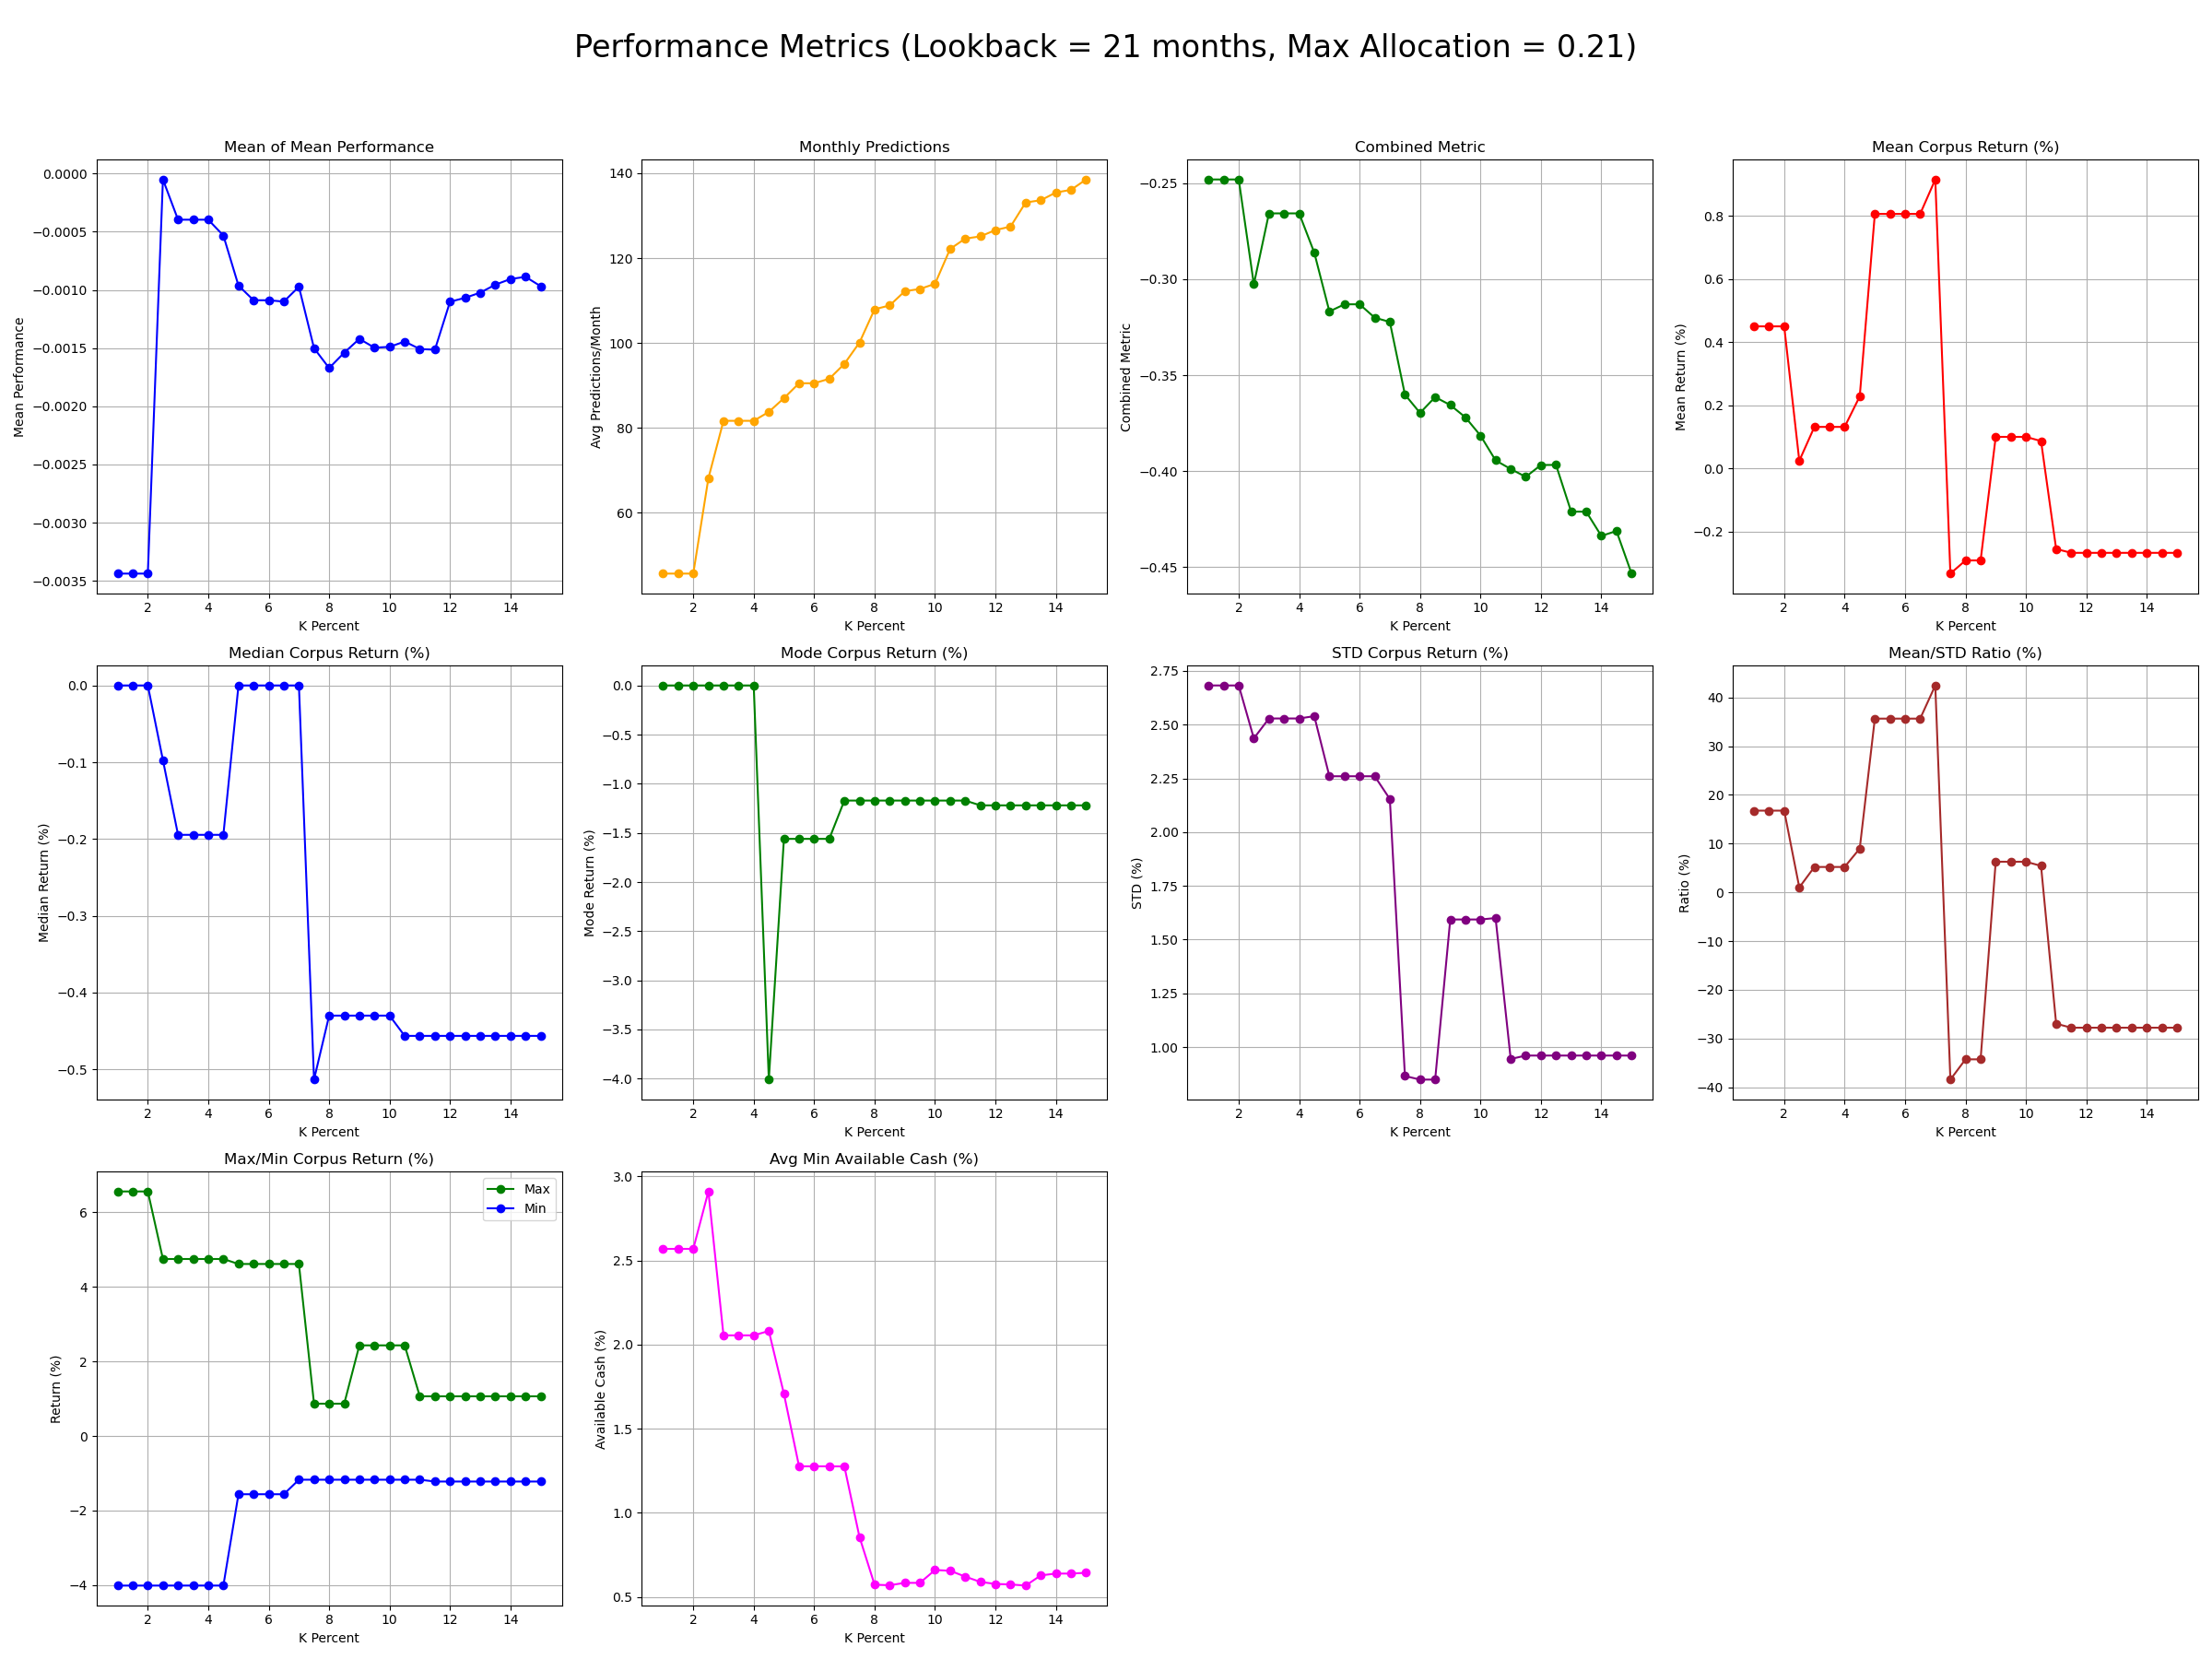 Performance Metrics (Lookback = 21 months, Max Allocation = 0.21)
Mean of Mean Performance
Mean Performance
0.0000
−0.0005
−0.0010
−0.0015
−0.0020
−0.0025
−0.0030
−0.0035
2 4 6 8 10 12 14
K Percent
Monthly Predictions
Avg Predictions/Month
140
120
100
80
60
2 4 6 8 10 12 14
K Percent
Combined Metric
Combined Metric
−0.25
−0.30
−0.35
−0.40
−0.45
2 4 6 8 10 12 14
K Percent
Mean Corpus Return (%)
Mean Return (%)
0.8
0.6
0.4
0.2
0.0
−0.2
2 4 6 8 10 12 14
K Percent
Median Corpus Return (%)
Median Return (%)
0.0
−0.1
−0.2
−0.3
−0.4
−0.5
2 4 6 8 10 12 14
K Percent
Mode Corpus Return (%)
Mode Return (%)
0.0
−0.5
−1.0
−1.5
−2.0
−2.5
−3.0
−3.5
−4.0
2 4 6 8 10 12 14
K Percent
STD Corpus Return (%)
STD (%)
2.75
2.50
2.25
2.00
1.75
1.50
1.25
1.00
2 4 6 8 10 12 14
K Percent
Mean/STD Ratio (%)
Ratio (%)
40
30
20
10
0
−10
−20
−30
−40
2 4 6 8 10 12 14
K Percent
Max/Min Corpus Return (%)
Return (%)
6
4
2
0
−2
−4
Max
Min
2 4 6 8 10 12 14
K Percent
Avg Min Available Cash (%)
Available Cash (%)
3.0
2.5
2.0
1.5
1.0
0.5
2 4 6 8 10 12 14
K Percent